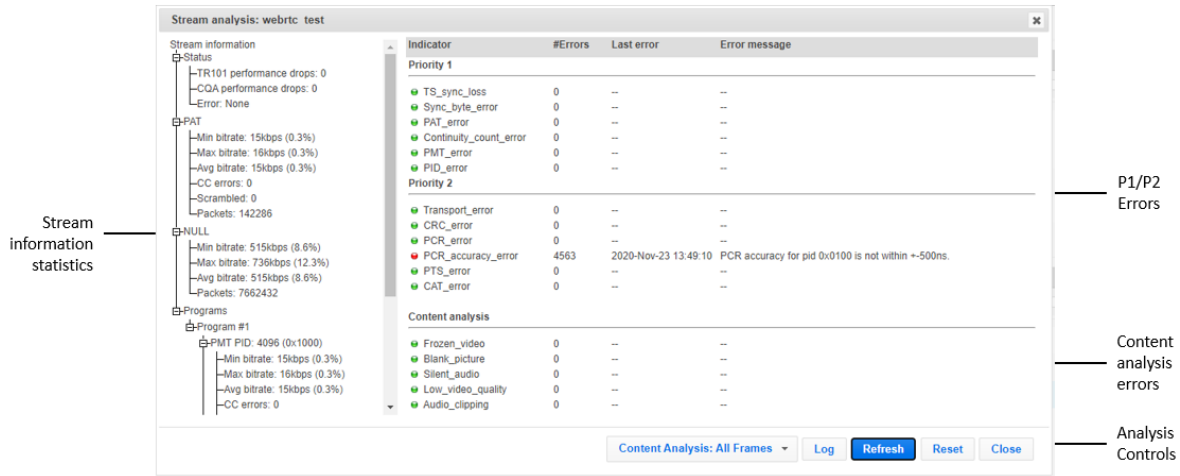 Stream analysis: webrtc test
Stream information
Status
TR101 performance drops: 0
CQA performance drops: 0
Error: None
PAT
Min bitrate: 15kbps (0.3%)
Max bitrate: 16kbps (0.3%)
Avg bitrate: 15kbps (0.3%)
CC errors: 0
Scrambled: 0
Packets: 142286
NULL
Min bitrate: 515kbps (8.6%)
Max bitrate: 736kbps (12.3%)
Avg bitrate: 515kbps (8.6%)
Packets: 7662432
Programs
Program #1
PMT PID: 4096 (0x1000)
Min bitrate: 15kbps (0.3%)
Max bitrate: 16kbps (0.3%)
Avg bitrate: 15kbps (0.3%)
CC errors: 0
Indicator #Errors Last error Error message
Priority 1
TS_sync_loss 0 -- --
Sync_byte_error 0 -- --
PAT_error 0 -- --
Continuity_count_error 0 -- --
PMT_error 0 -- --
PID_error 0 -- --
Priority 2
Transport_error 0 -- --
CRC_error 0 -- --
PCR_error 0 -- --
PCR_accuracy_error 4563 2020-Nov-23 13:49:10 PCR accuracy for pid 0x0100 is not within +-500ns.
PTS_error 0 -- --
CAT_error 0 -- --
Content analysis
Frozen_video 0 -- --
Blank_picture 0 -- --
Silent_audio 0 -- --
Low_video_quality 0 -- --
Audio_clipping 0 -- --
Content Analysis: All Frames Log Refresh Reset Close
Stream
information
statistics
P1/P2
Errors
Content
analysis
errors
Analysis
Controls